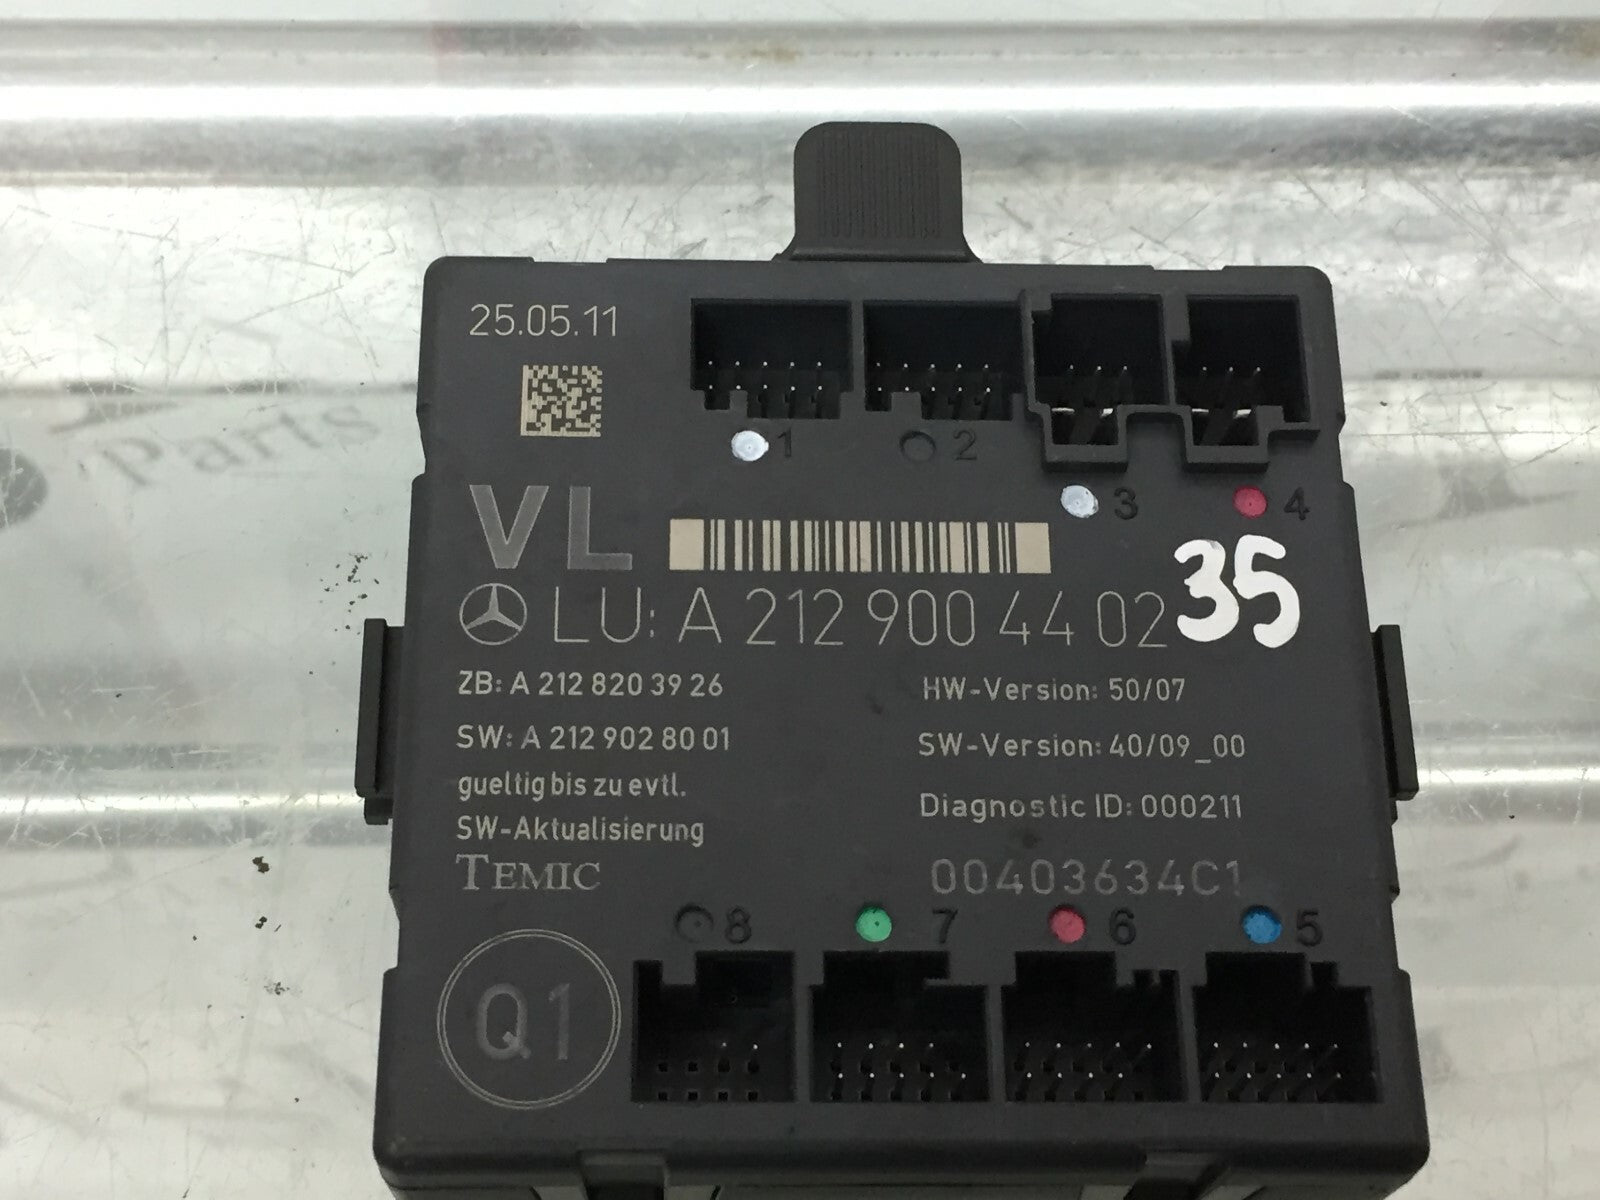 25.05.11
1
2
3
4
VL
35
LU: A 212 900 44 02
ZB: A 212 820 39 26
HW-Version: 50/07
SW: A 212 902 80 01
SW-Version: 40/09_00
gueltig bis zu evtl.
Diagnostic ID: 000211
SW-Aktualisierung
TEMIC
00403634C1
8
7
6
5
Q1
Parts